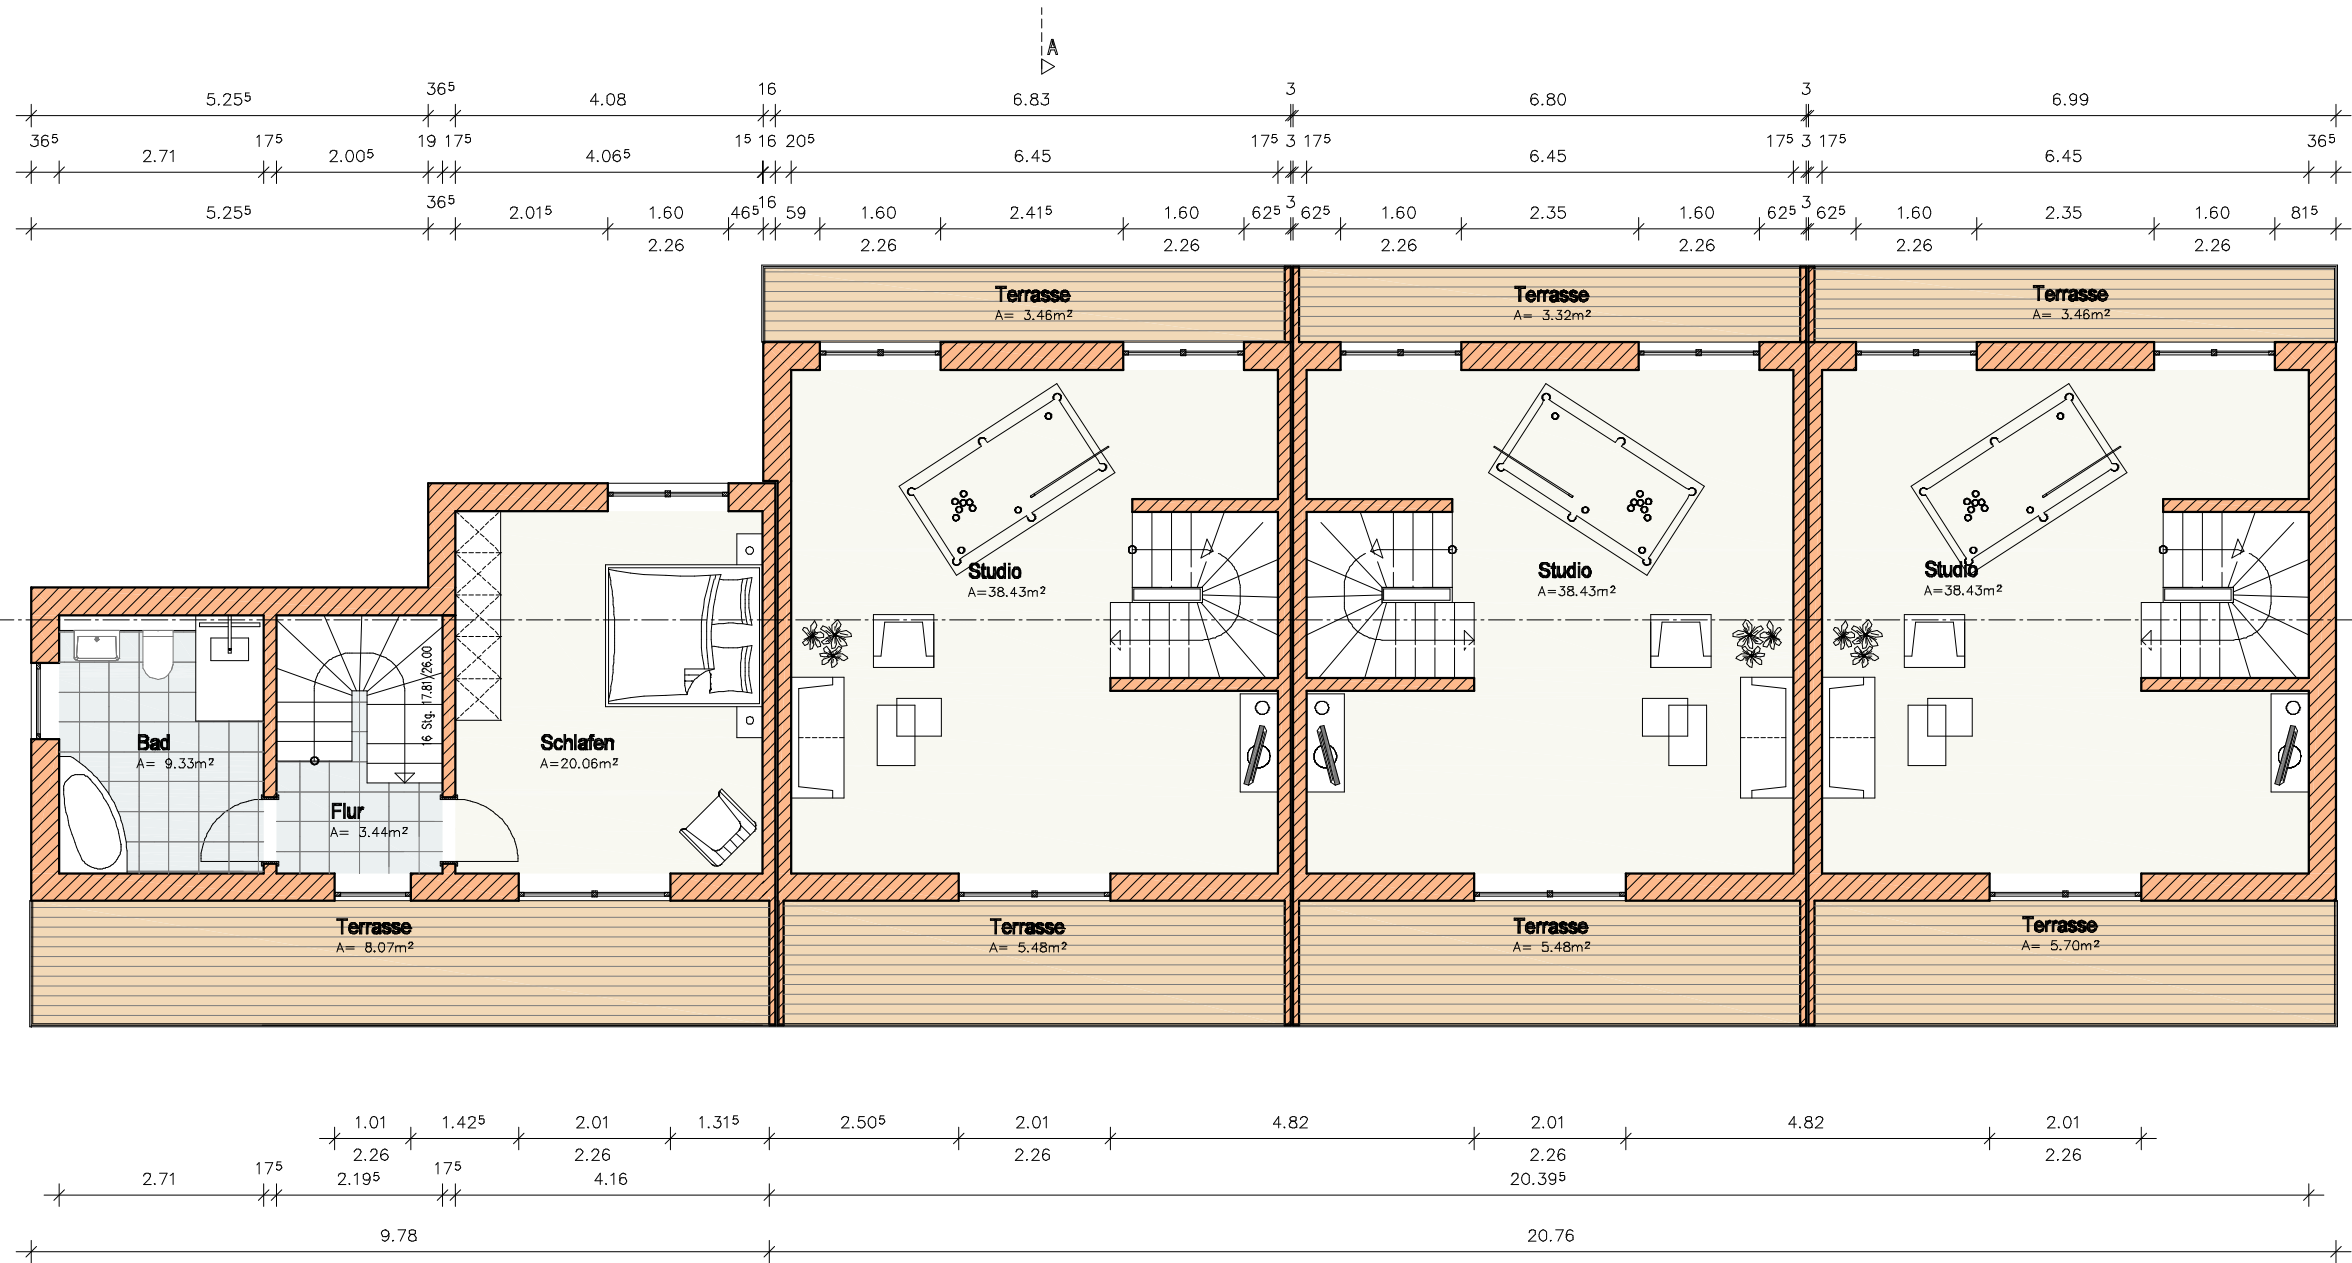 A
36⁵ 16 3 3
5.25⁵ 4.08 6.83 6.80 6.99
36⁵ 17⁵ 19 17⁵ 1⁵ 16 20⁵ 17⁵ 3 17⁵ 17⁵ 3 17⁵ 36⁵
2.71 2.00⁵ 4.06⁵ 6.45 6.45 6.45
36⁵ 16 3 3
5.25⁵ 2.01⁵ 1.60 46⁵ 59 1.60 2.41⁵ 1.60 62⁵ 62⁵ 1.60 2.35 1.60 62⁵ 62⁵ 1.60 2.35 1.60 81⁵
2.26 2.26 2.26 2.26 2.26 2.26 2.26
Terrasse Terrasse Terrasse
A= 3.46m² A= 3.32m² A= 3.46m²
Studio Studio Studio
A=38.43m² A=38.43m² A=38.43m²
16 Stg. 17.81/26.00
Bad Schlafen
A= 9.33m² A=20.06m²
Flur
A= 3.44m²
Terrasse Terrasse Terrasse Terrasse
A= 8.07m² A= 5.48m² A= 5.48m² A= 5.70m²
1.01 1.42⁵ 2.01 1.31⁵ 2.50⁵ 2.01 4.82 2.01 4.82 2.01
2.26 2.26 2.26 2.26 2.26
17⁵ 17⁵
2.71 2.19⁵ 4.16 20.39⁵
9.78 20.76